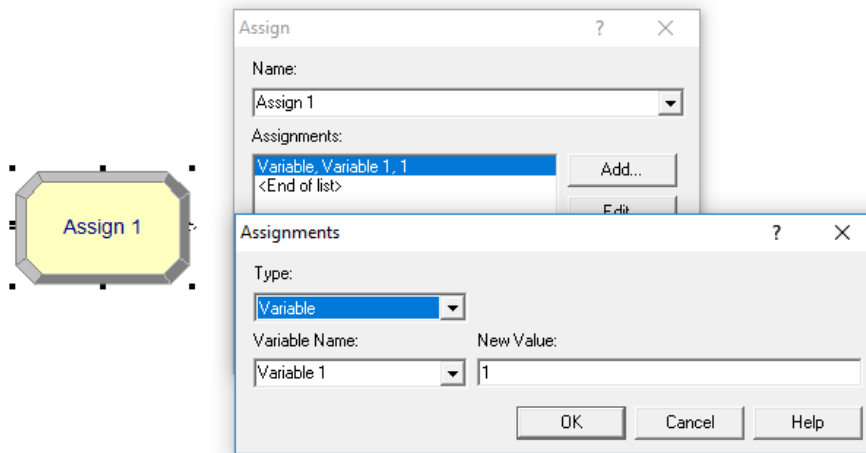 Assign
?
Name:
Assign 1
Assignments:
Variable, Variable 1, 1
<End of list>
Add...
Edit
Assign 1
Assignments
?
Type:
Variable
Variable Name:
New Value:
Variable 1
1
OK
Cancel
Help